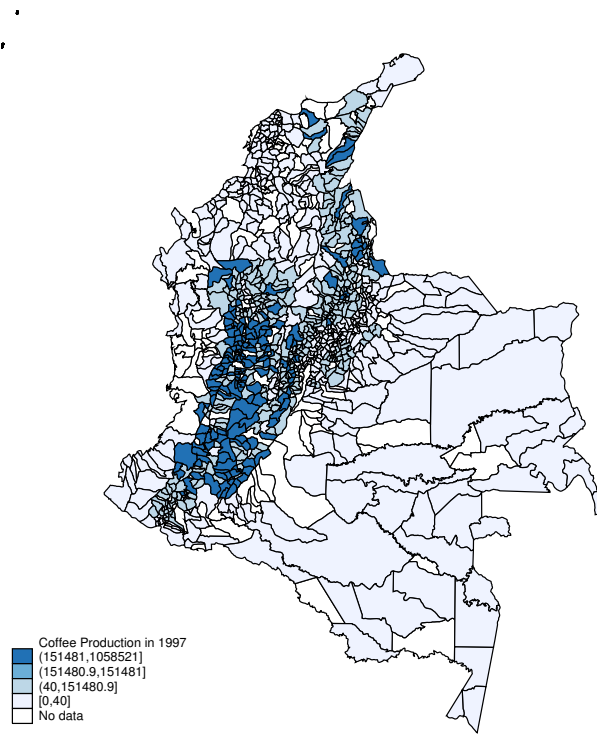 Coffee Production in 1997
(151481,1058521]
(151480.9,151481]
(40,151480.9]
[0,40]
No data